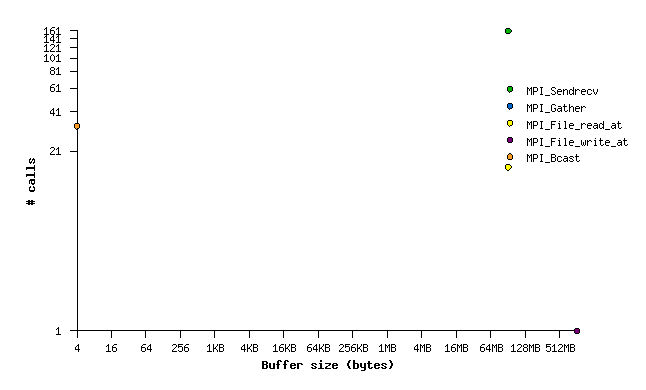 161
141
121
101
81
61
41
21
1
# calls
MPI_Sendrecv
MPI_Gather
MPI_File_read_at
MPI_File_write_at
MPI_Bcast
4 16 64 256 1KB 4KB 16KB 64KB 256KB 1MB 4MB 16MB 64MB 128MB 512MB
Buffer size (bytes)